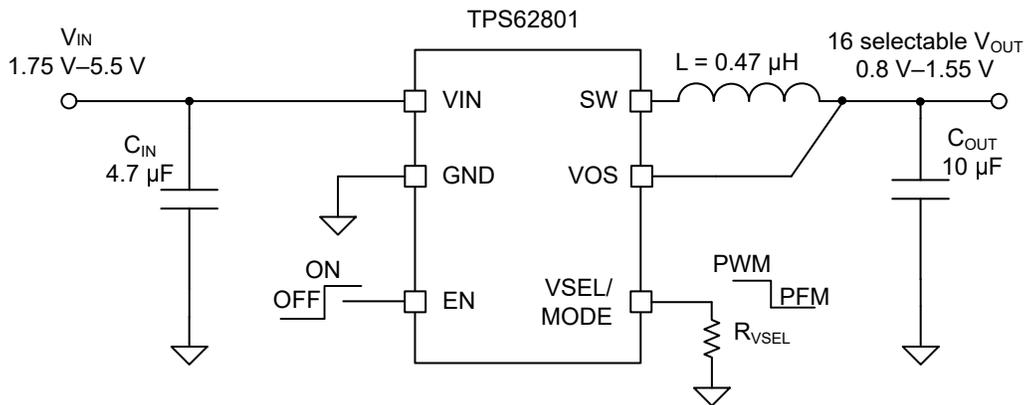 TPS62801
VIN
1.75 V–5.5 V
16 selectable VOUT
0.8 V–1.55 V
L = 0.47 µH
VIN
SW
CIN
4.7 µF
COUT
10 µF
GND
VOS
ON
OFF
EN
VSEL/
MODE
PWM
PFM
RVSEL